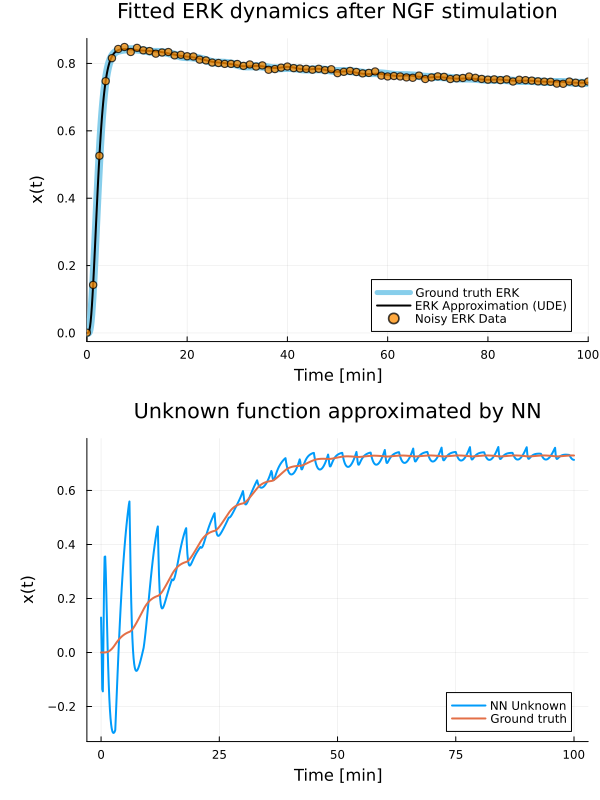 Fitted ERK dynamics after NGF stimulation
x(t)
0.8
0.6
0.4
0.2
0.0
Ground truth ERK
ERK Approximation (UDE)
Noisy ERK Data
0 20 40 60 80 100
Time [min]
Unknown function approximated by NN
x(t)
0.6
0.4
0.2
0.0
−0.2
NN Unknown
Ground truth
0 25 50 75 100
Time [min]